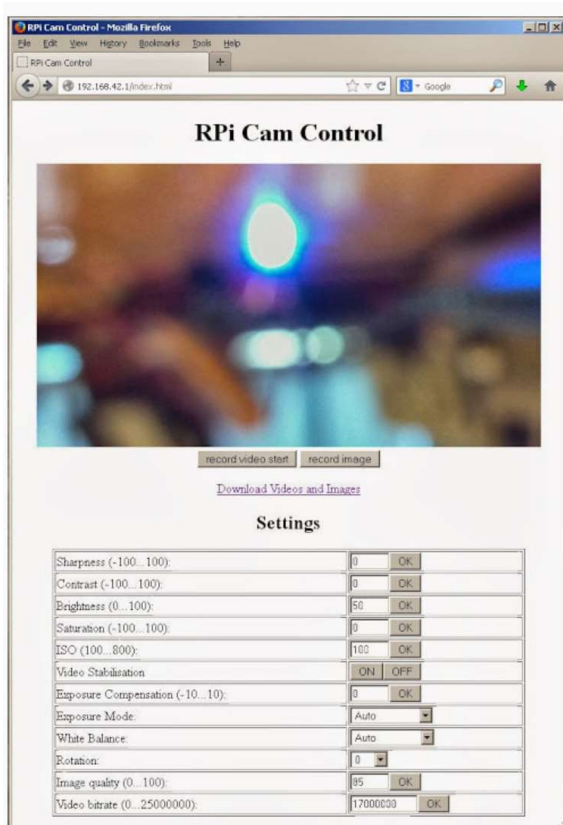 RPi Cam Control - Mozilla Firefox
File Edit View History Bookmarks Tools Help
RPi Cam Control
192.168.42.1/index.html
Google
RPi Cam Control
record video start record image
Download Videos and Images
Settings
Sharpness (-100...100): 0 OK
Contrast (-100...100): 0 OK
Brightness (0...100): 50 OK
Saturation (-100...100): 0 OK
ISO (100...800): 100 OK
Video Stabilisation ON OFF
Exposure Compensation (-10...10): 0 OK
Exposure Mode: Auto
White Balance: Auto
Rotation: 0
Image quality (0...100): 85 OK
Video bitrate (0...25000000): 17000000 OK